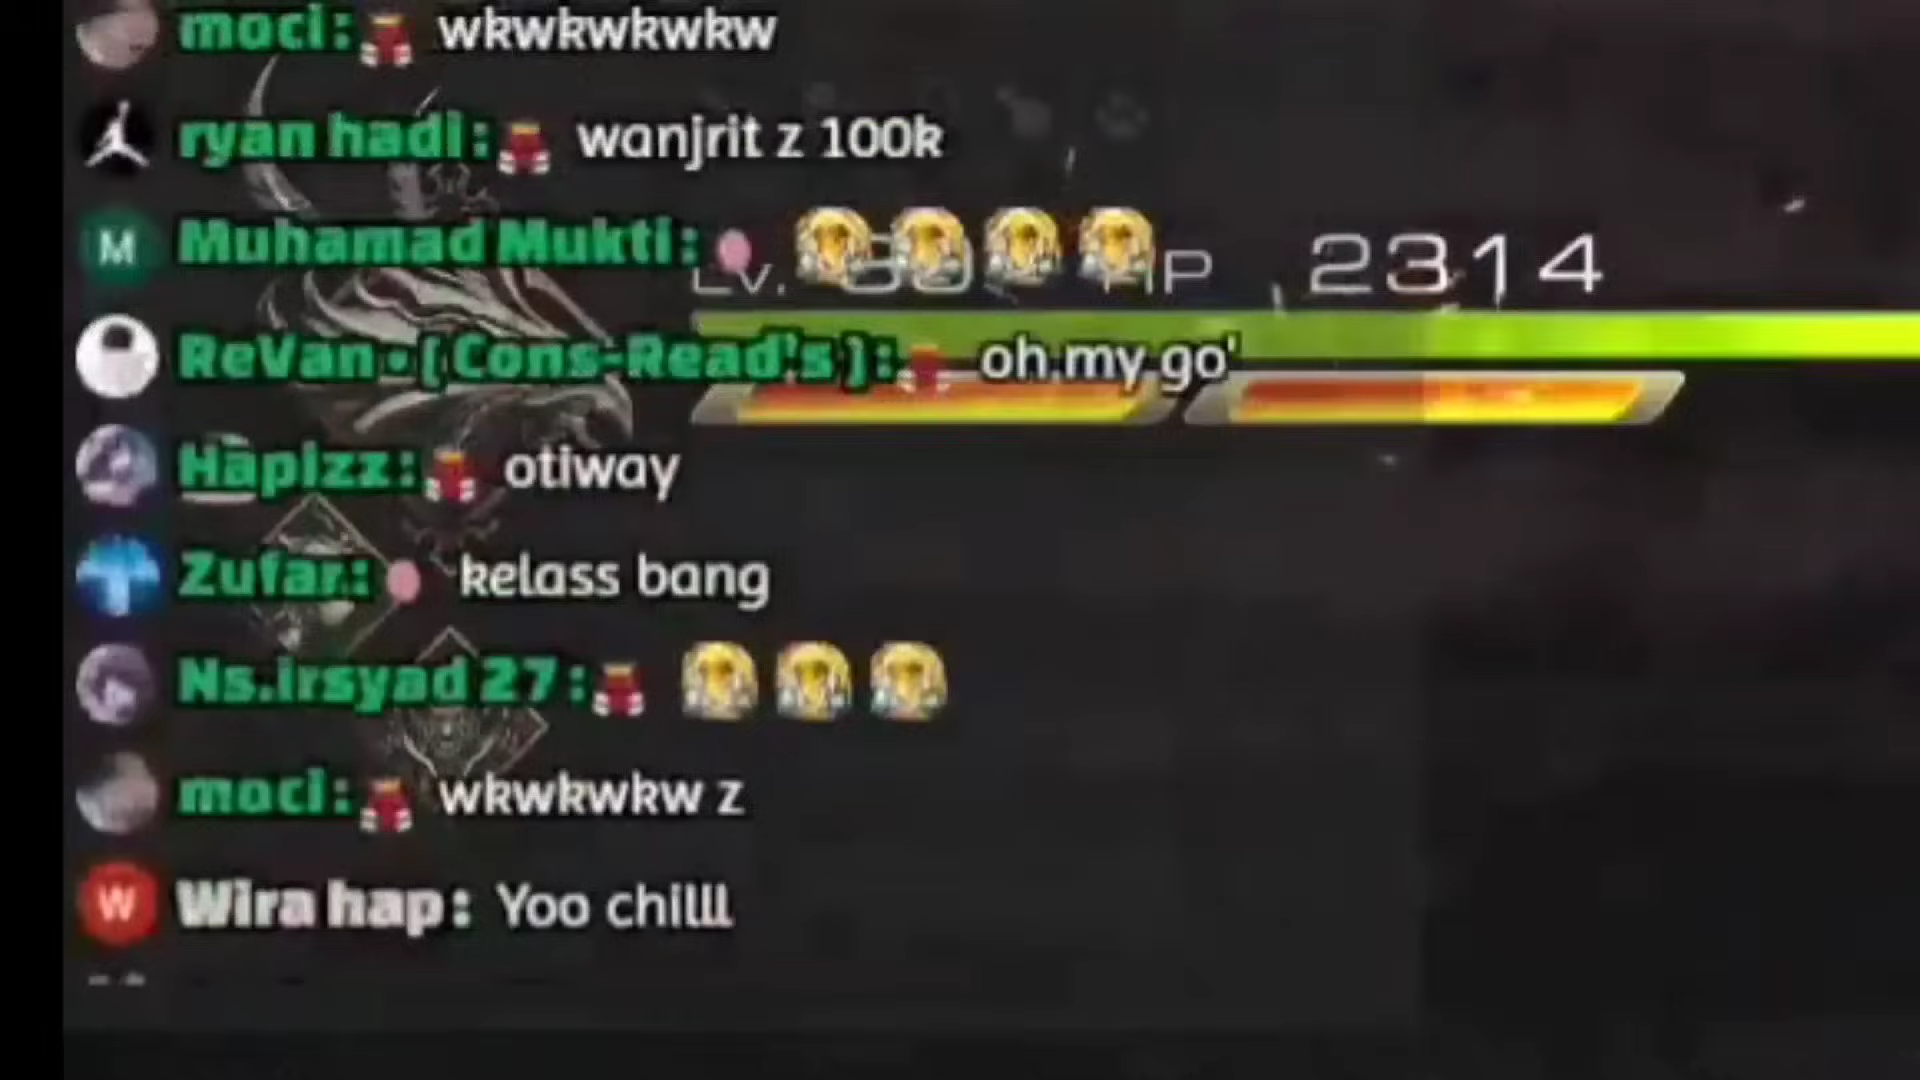 moci: wkwkwkwkw
ryan hadi: wanjrit z 100k
M Muhamad Mukti:
Lv. HP 2314
ReVan•(Cons-Read's): oh my go'
Hapizz: otiway
Zufar.: kelass bang
Ns.irsyad 27:
moci: wkwkwkw z
W Wira hap: Yoo chilll